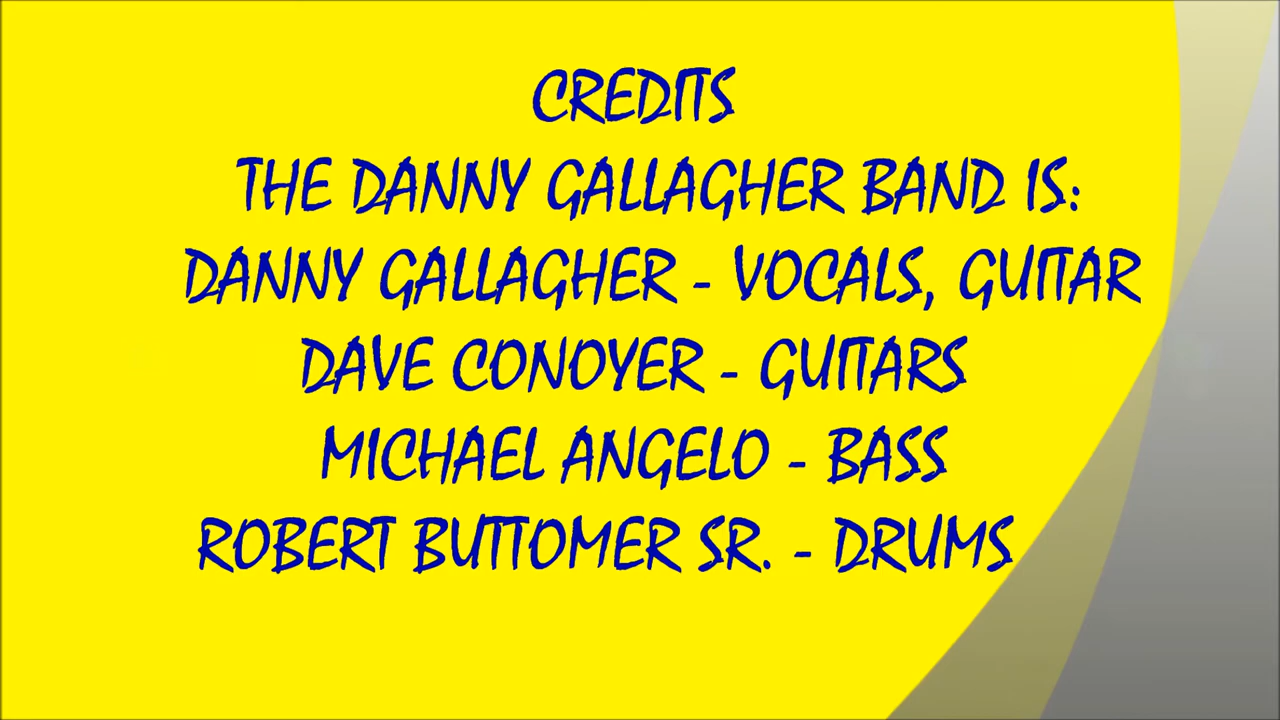 CREDITS
THE DANNY GALLAGHER BAND IS:
DANNY GALLAGHER - VOCALS, GUITAR
DAVE CONOYER - GUITARS
MICHAEL ANGELO - BASS
ROBERT BUTTOMER SR. - DRUMS